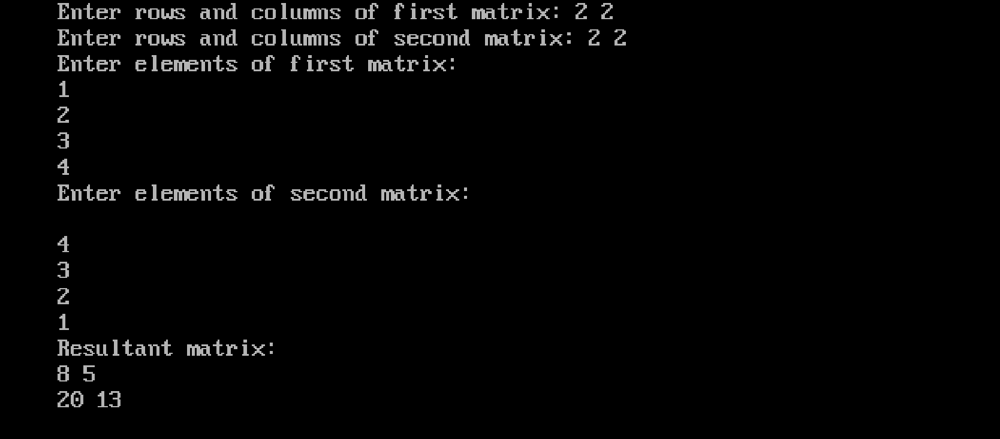 Enter rows and columns of first matrix: 2 2
Enter rows and columns of second matrix: 2 2
Enter elements of first matrix:
1
2
3
4
Enter elements of second matrix:
4
3
2
1
Resultant matrix:
8 5
20 13